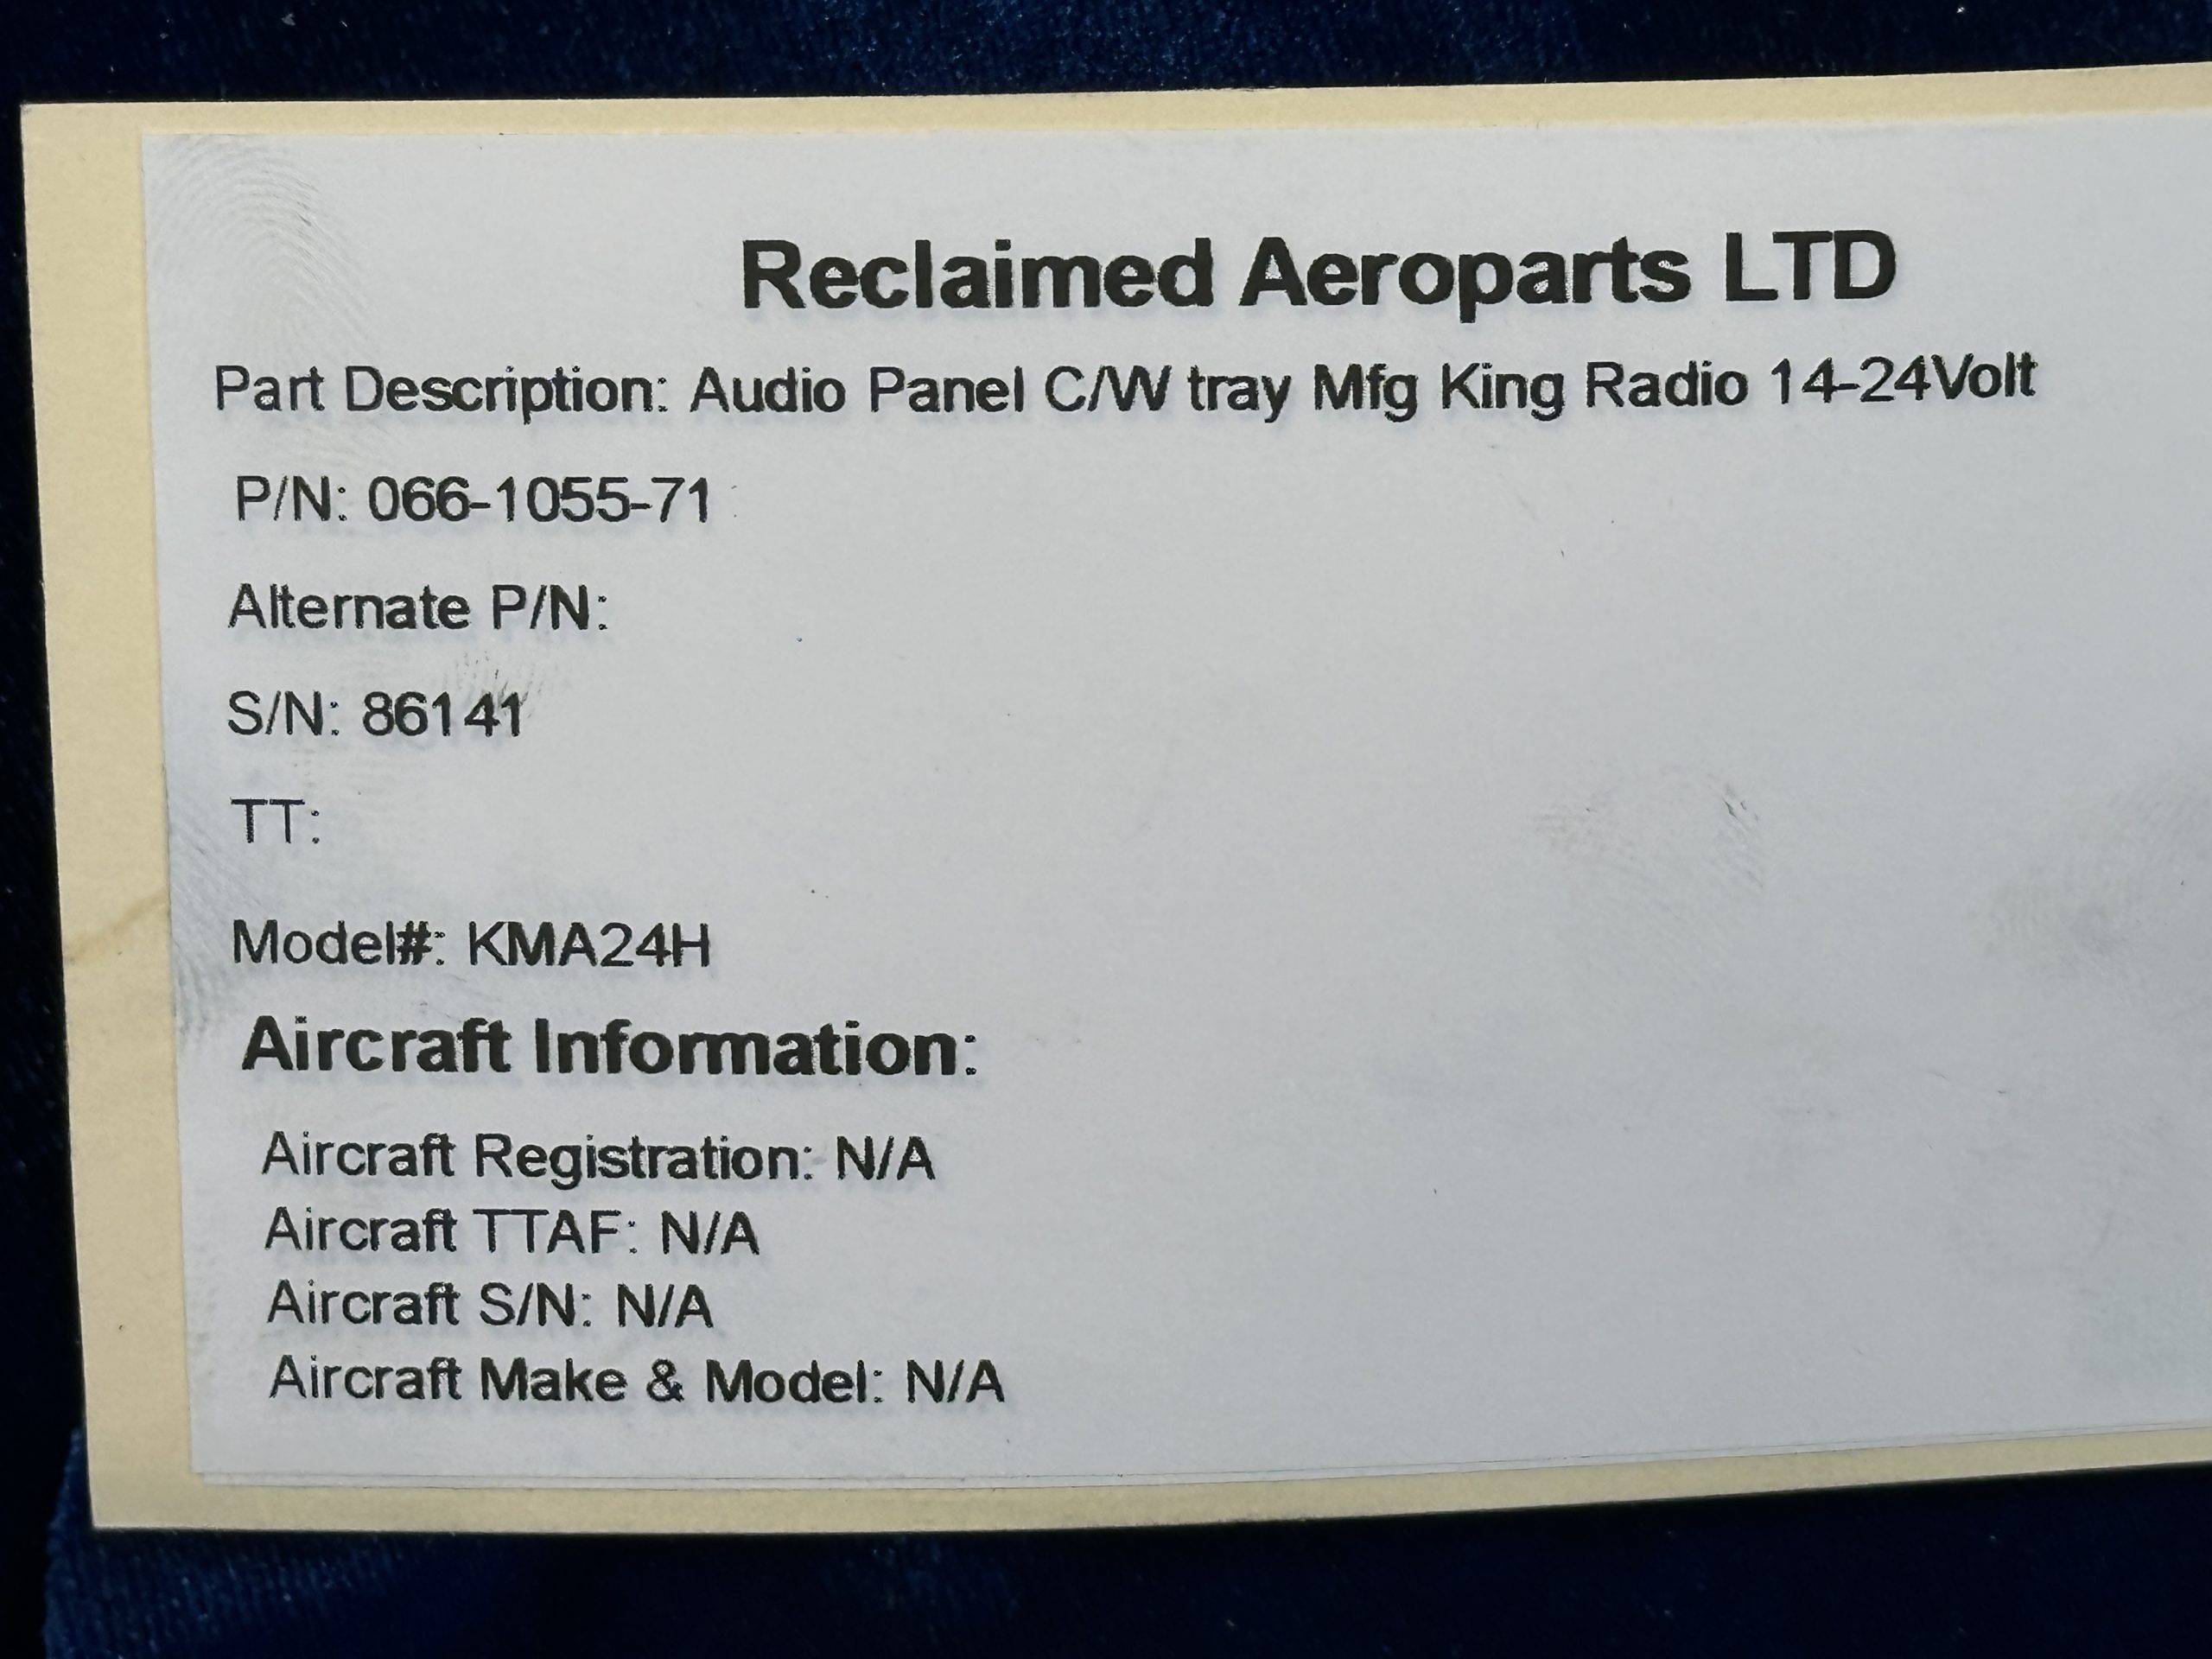 Reclaimed Aeroparts LTD
Part Description: Audio Panel C/W tray Mfg King Radio 14-24Volt
P/N: 066-1055-71
Alternate P/N:
S/N: 86141
TT:
Model#: KMA24H
Aircraft Information:
Aircraft Registration: N/A
Aircraft TTAF: N/A
Aircraft S/N: N/A
Aircraft Make & Model: N/A